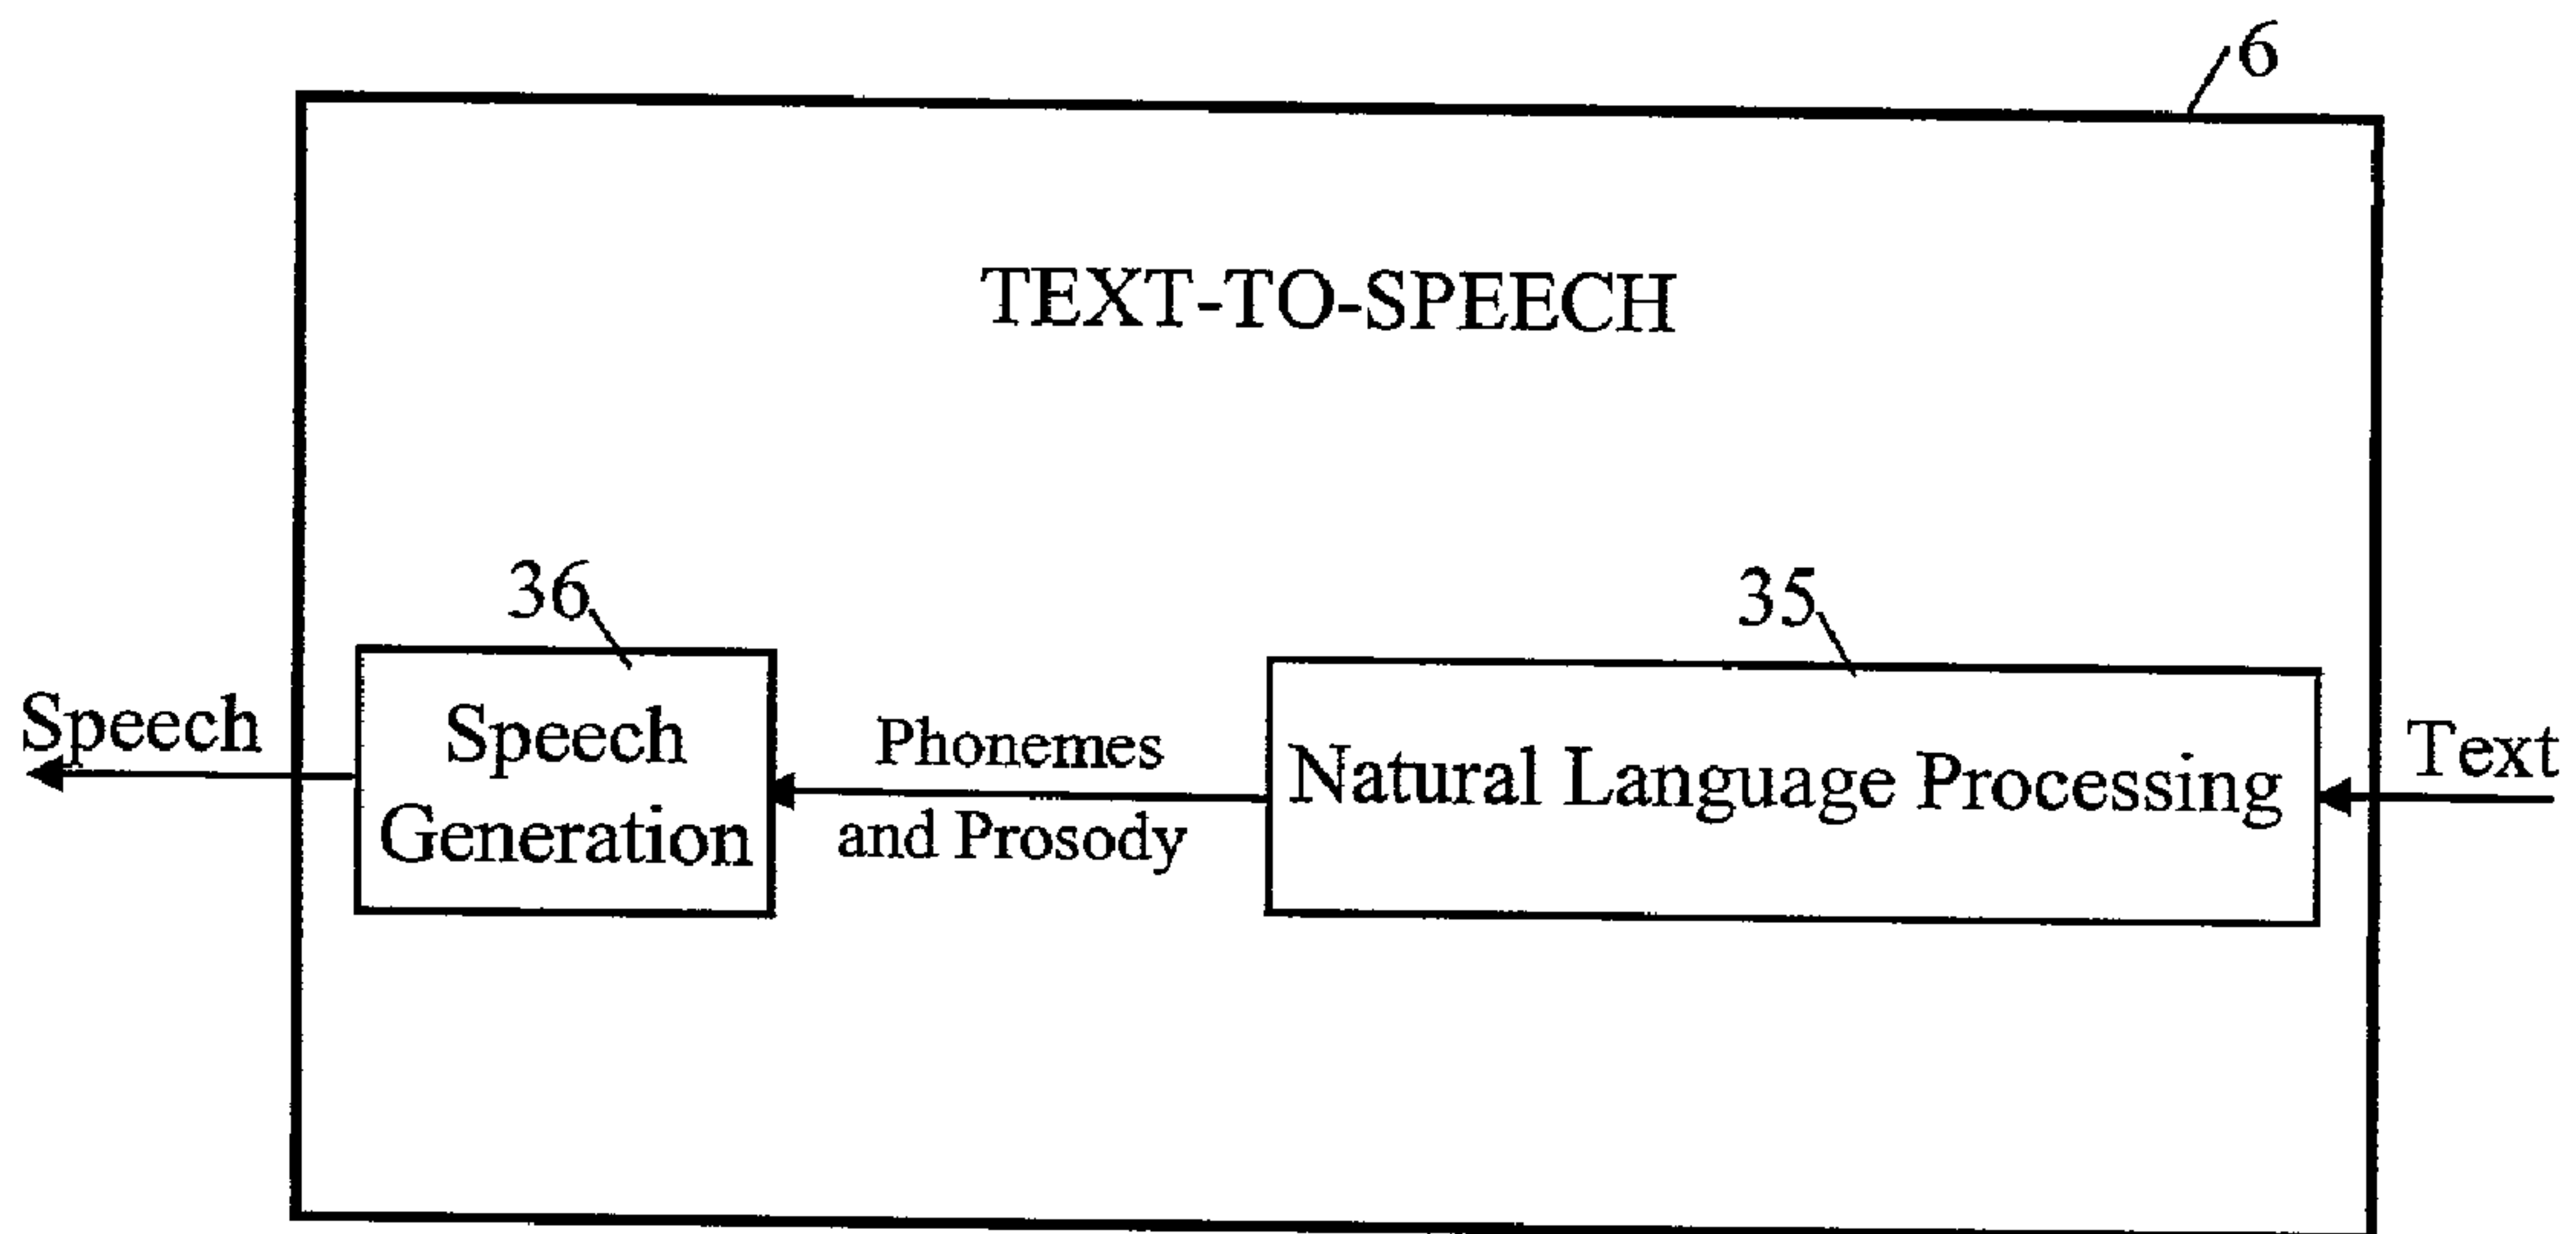 6
TEXT-TO-SPEECH
36
35
Speech
Speech
Generation
Phonemes
and Prosody
Natural Language Processing
Text